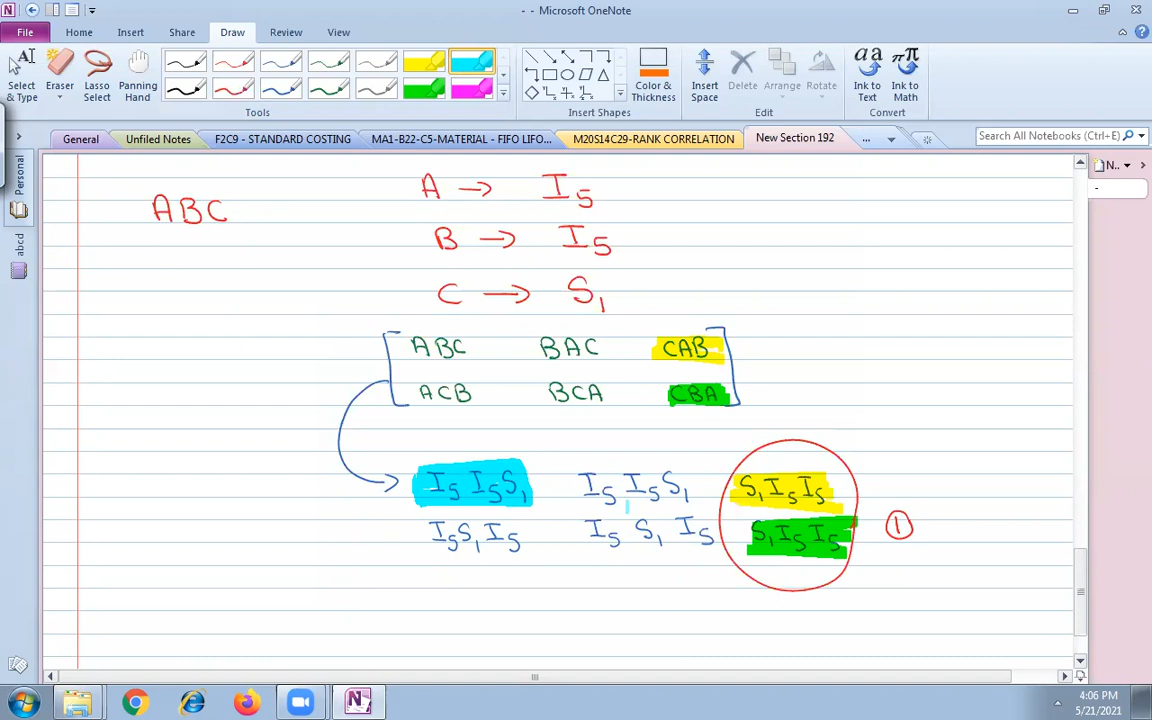 - - Microsoft OneNote
File Home Insert Share Draw Review View
Select & Type
Eraser
Lasso Select
Panning Hand
Color & Thickness
Insert Space
Delete
Arrange
Rotate
Ink to Text
Ink to Math
Tools
Insert Shapes
Edit
Convert
General
Unfiled Notes
F2C9 - STANDARD COSTING
MA1-B22-C5-MATERIAL - FIFO LIFO...
M20S14C29-RANK CORRELATION
New Section 192
...
Search All Notebooks (Ctrl+E)
Personal
abcd
N..
-
A → I5
ABC
B → I5
C → S1
ABC BAC CAB
ACB BCA CBA
I5 I5 S1 I5 I5 S1 S1 I5 I5
I5 S1 I5 I5 S1 I5 S1 I5 I5
1
4:06 PM
5/21/2021